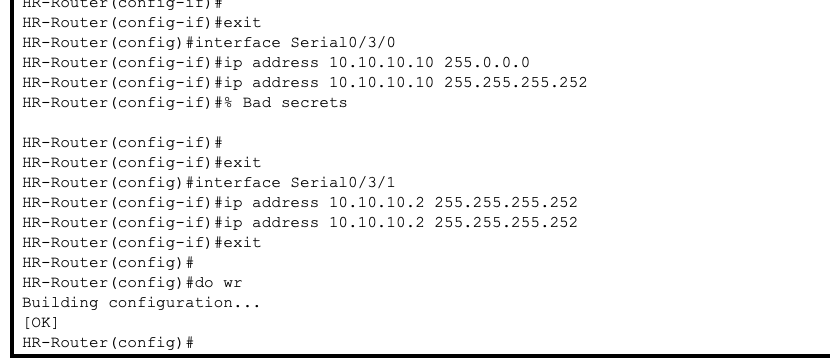 HR-Router(config-if)#
HR-Router(config-if)#exit
HR-Router(config)#interface Serial0/3/0
HR-Router(config-if)#ip address 10.10.10.10 255.0.0.0
HR-Router(config-if)#ip address 10.10.10.10 255.255.255.252
HR-Router(config-if)#% Bad secrets
HR-Router(config-if)#
HR-Router(config-if)#exit
HR-Router(config)#interface Serial0/3/1
HR-Router(config-if)#ip address 10.10.10.2 255.255.255.252
HR-Router(config-if)#ip address 10.10.10.2 255.255.255.252
HR-Router(config-if)#exit
HR-Router(config)#
HR-Router(config)#do wr
Building configuration...
[OK]
HR-Router(config)#